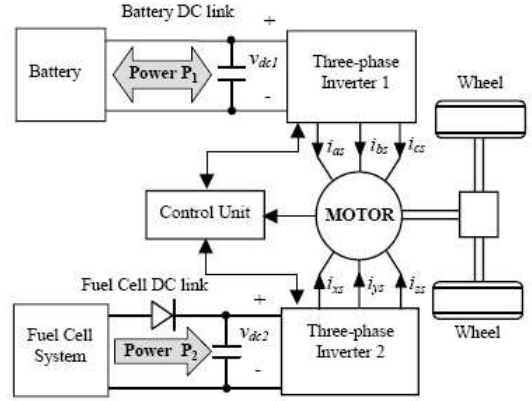 Battery DC link
+
Battery
Power P1
vdc1
Three-phase
Inverter 1
-
Wheel
ias
ibs
ics
Control Unit
MOTOR
Fuel Cell DC link
ixs
iys
izs
+
Fuel Cell
System
Power P2
vdc2
Three-phase
Inverter 2
-
Wheel